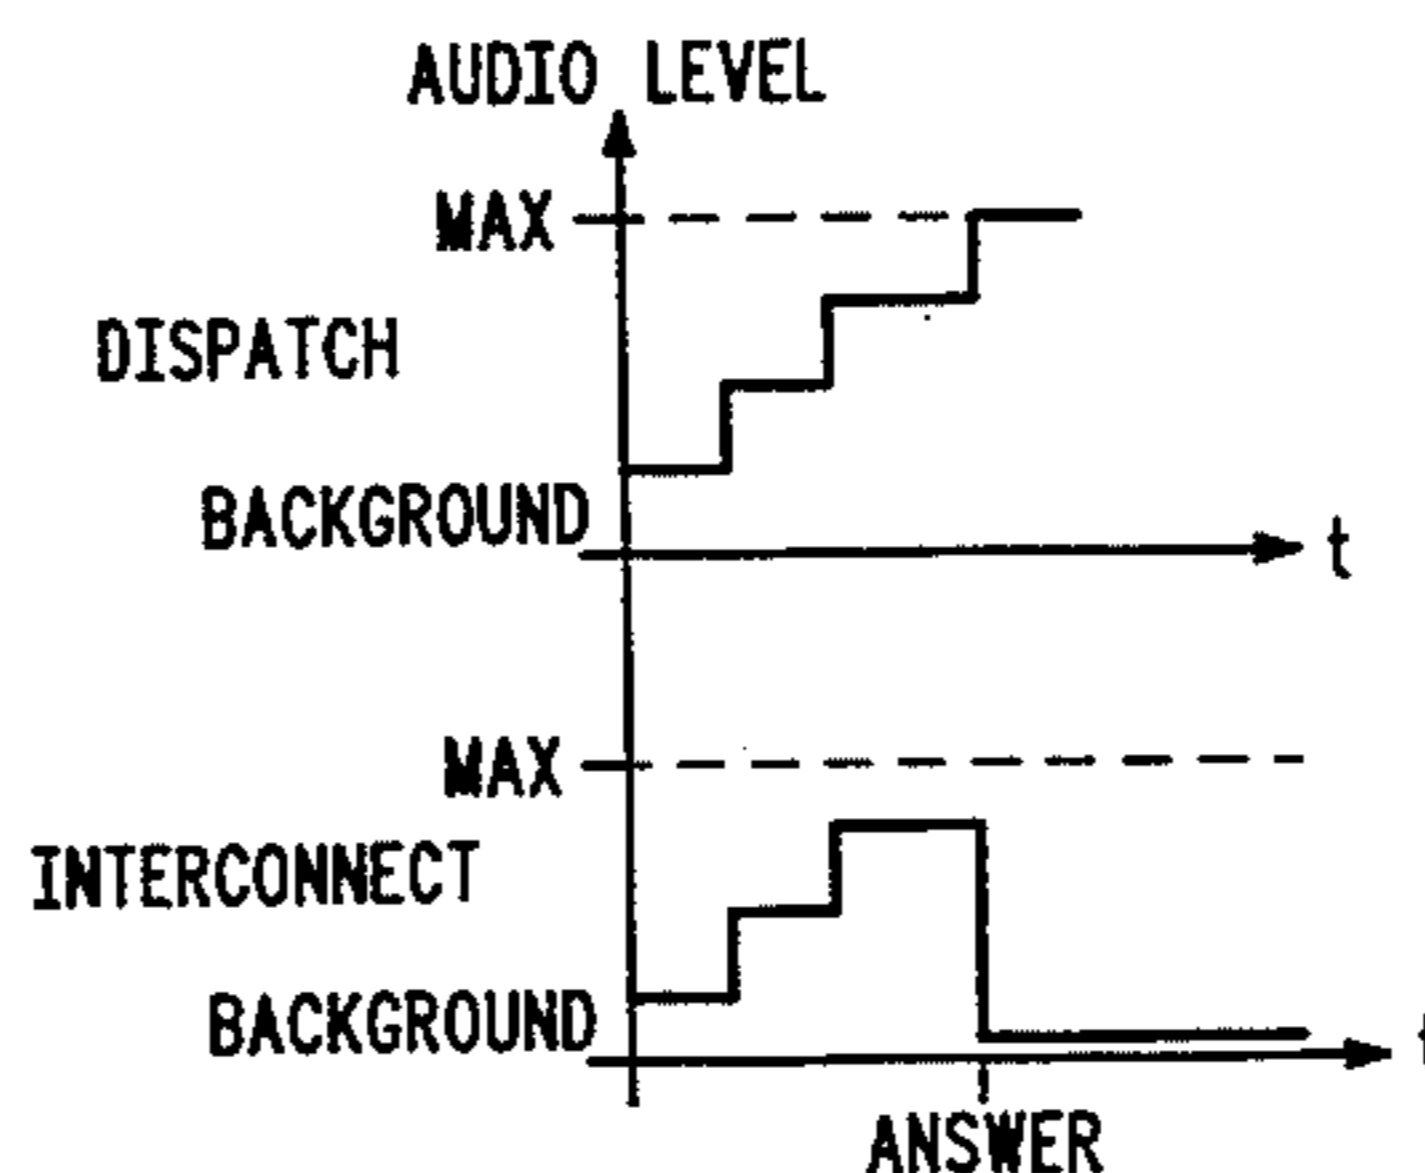 AUDIO LEVEL
MAX
DISPATCH
BACKGROUND
t
MAX
INTERCONNECT
BACKGROUND
t
ANSWER